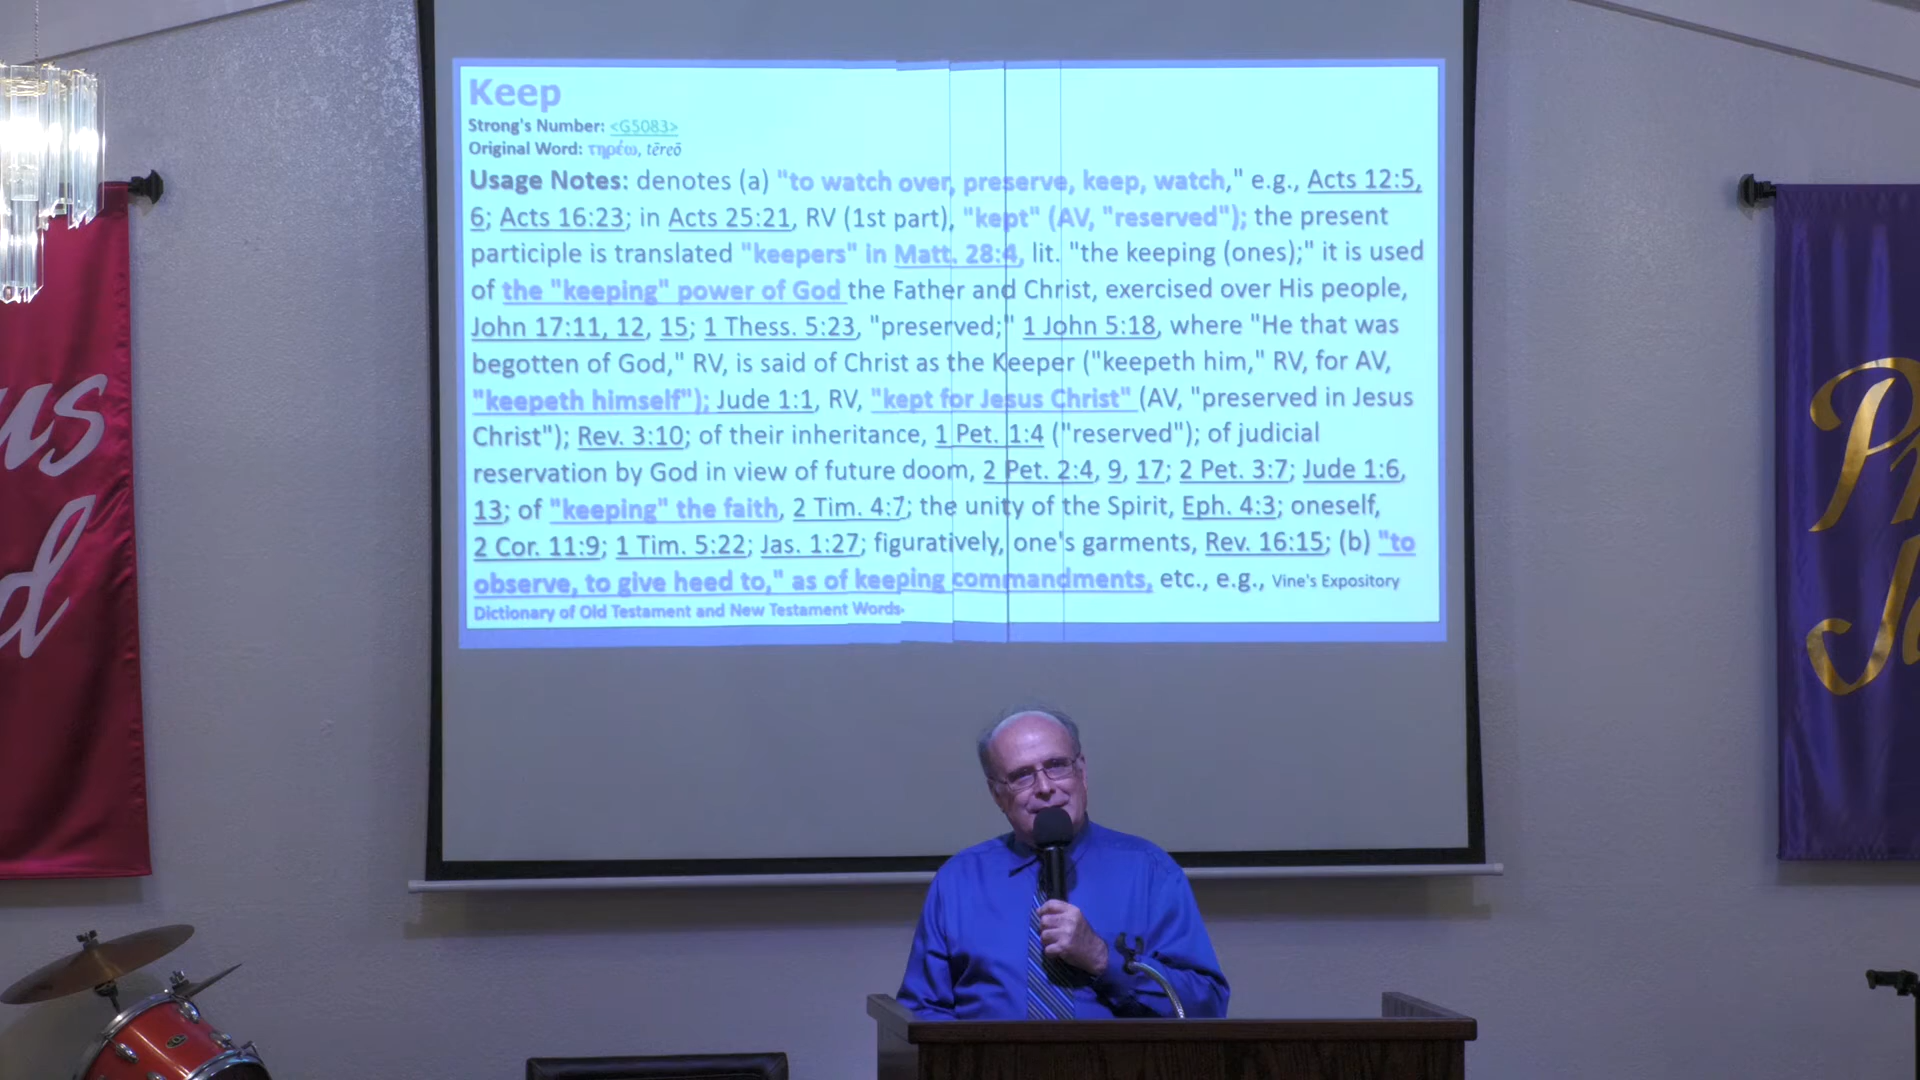 Keep
Strong's Number: <G5083>
Original Word: τηρέω, tēreō
Usage Notes: denotes (a) "to watch over, preserve, keep, watch," e.g., Acts 12:5,
6; Acts 16:23; in Acts 25:21, RV (1st part), "kept" (AV, "reserved"); the present
participle is translated "keepers" in Matt. 28:4, lit. "the keeping (ones);" it is used
of the "keeping" power of God the Father and Christ, exercised over His people,
John 17:11, 12, 15; 1 Thess. 5:23, "preserved;" 1 John 5:18, where "He that was
begotten of God," RV, is said of Christ as the Keeper ("keepeth him," RV, for AV,
"keepeth himself"); Jude 1:1, RV, "kept for Jesus Christ" (AV, "preserved in Jesus
Christ"); Rev. 3:10; of their inheritance, 1 Pet. 1:4 ("reserved"); of judicial
reservation by God in view of future doom, 2 Pet. 2:4, 9, 17; 2 Pet. 3:7; Jude 1:6,
13; of "keeping" the faith, 2 Tim. 4:7; the unity of the Spirit, Eph. 4:3; oneself,
2 Cor. 11:9; 1 Tim. 5:22; Jas. 1:27; figuratively, one's garments, Rev. 16:15; (b) "to
observe, to give heed to," as of keeping commandments, etc., e.g., Vine's Expository
Dictionary of Old Testament and New Testament Words.
us
d
P
J